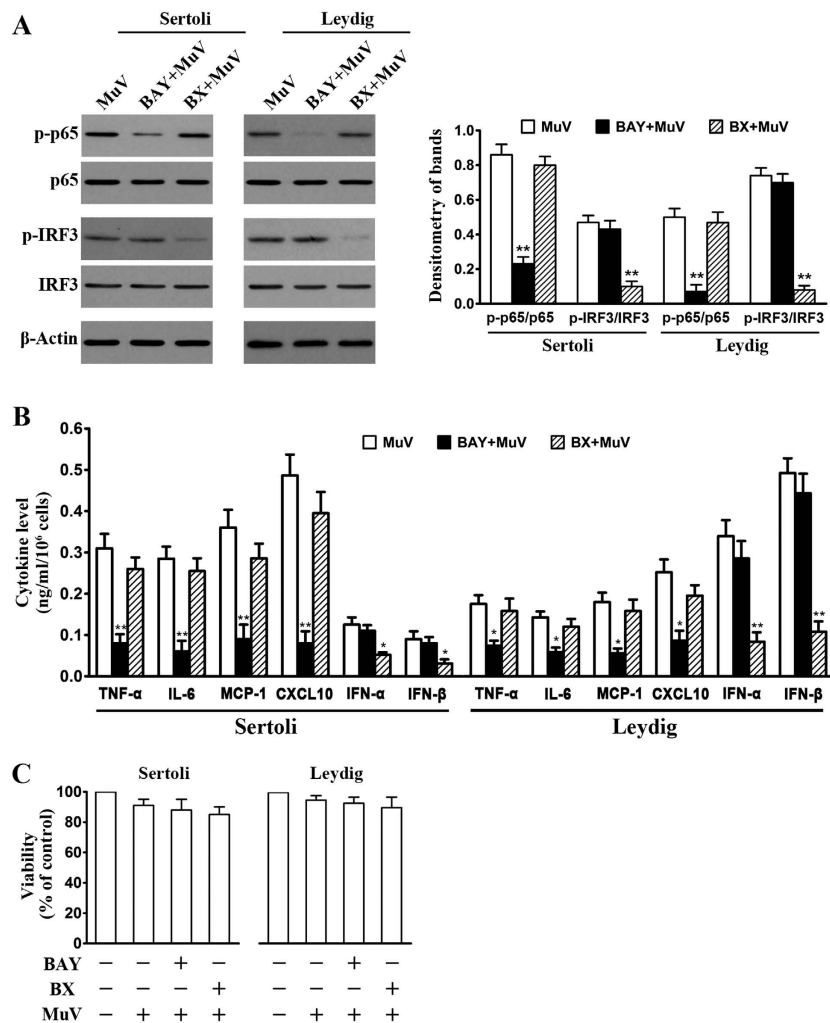 A
Sertoli
Leydig
MuV
BAY+MuV
BX+MuV
MuV
BAY+MuV
BX+MuV
p-p65
p65
p-IRF3
IRF3
β-Actin
MuV BAY+MuV BX+MuV
Densitometry of bands
1.0
0.8
0.6
0.4
0.2
0.0
** ** ** **
p-p65/p65 p-IRF3/IRF3 p-p65/p65 p-IRF3/IRF3
Sertoli Leydig
B
MuV BAY+MuV BX+MuV
Cytokine level
(ng/ml/10⁶ cells)
0.6
0.5
0.4
0.3
0.2
0.1
0.0
** ** ** ** * * * * * * ** **
TNF-α IL-6 MCP-1 CXCL10 IFN-α IFN-β TNF-α IL-6 MCP-1 CXCL10 IFN-α IFN-β
Sertoli Leydig
C
Sertoli Leydig
Viability
(% of control)
100
80
60
40
20
0
BAY − − + − − − + −
BX − − − + − − − +
MuV − + + + − + + +